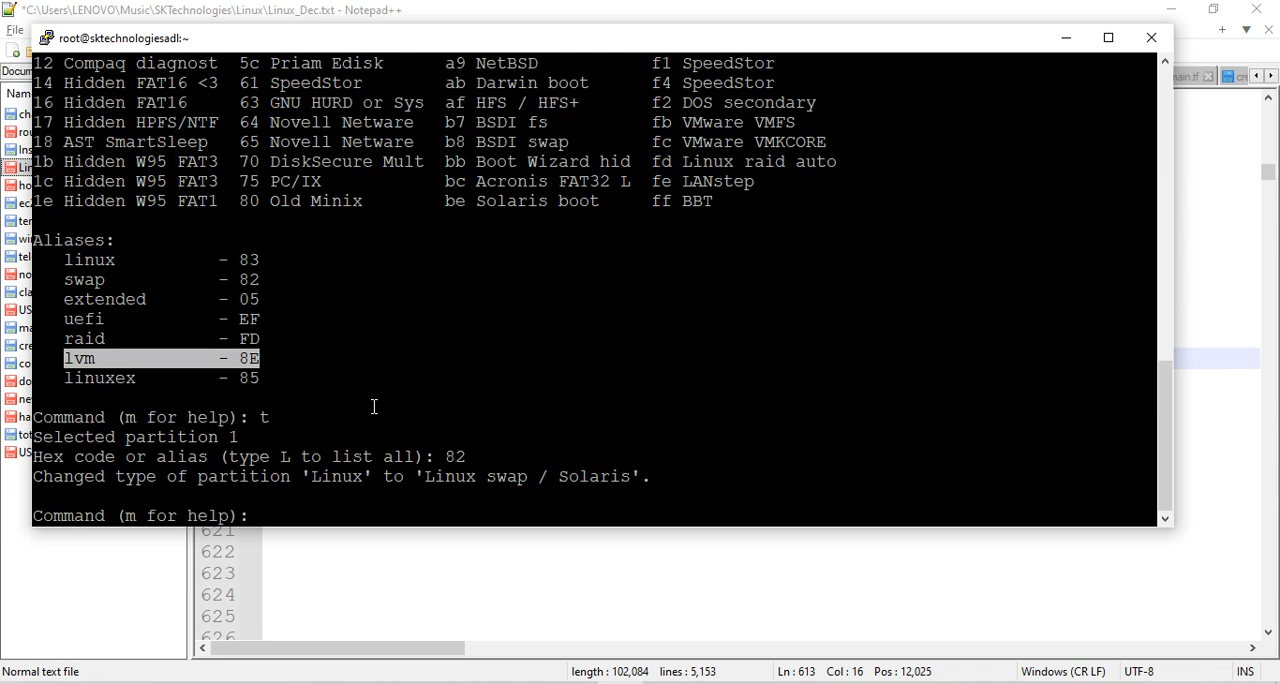 *C:\Users\LENOVO\Music\SKTechnologies\Linux\Linux_Dec.txt - Notepad++
File
root@sktechnologiesadl:~
12 Compaq diagnost 5c Priam Edisk a9 NetBSD f1 SpeedStor
14 Hidden FAT16 <3 61 SpeedStor ab Darwin boot f4 SpeedStor
16 Hidden FAT16 63 GNU HURD or Sys af HFS / HFS+ f2 DOS secondary
17 Hidden HPFS/NTF 64 Novell Netware b7 BSDI fs fb VMware VMFS
18 AST SmartSleep 65 Novell Netware b8 BSDI swap fc VMware VMKCORE
1b Hidden W95 FAT3 70 DiskSecure Mult bb Boot Wizard hid fd Linux raid auto
1c Hidden W95 FAT3 75 PC/IX bc Acronis FAT32 L fe LANstep
1e Hidden W95 FAT1 80 Old Minix be Solaris boot ff BBT
Aliases:
linux - 83
swap - 82
extended - 05
uefi - EF
raid - FD
lvm - 8E
linuxex - 85
Command (m for help): t
Selected partition 1
Hex code or alias (type L to list all): 82
Changed type of partition 'Linux' to 'Linux swap / Solaris'.
Command (m for help):
621
622
623
624
625
626
Normal text file length : 102,084 lines : 5,153 Ln : 613 Col : 16 Pos : 12,025 Windows (CR LF) UTF-8 INS